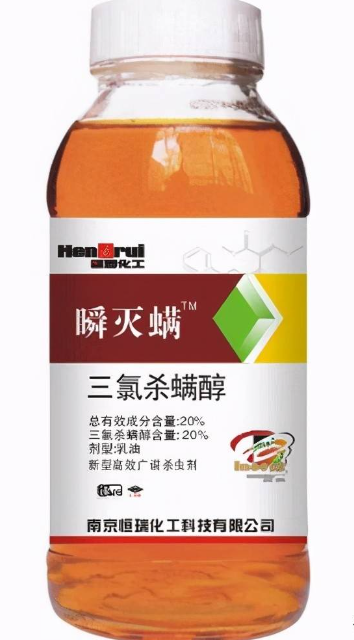 Henrui
化工
瞬灭螨™
三氯杀螨醇
总有效成分含量:20%
三氯杀螨醇含量:20%
剂型:乳油
新型高效广谱杀虫剂
南京恒瑞化工科技有限公司